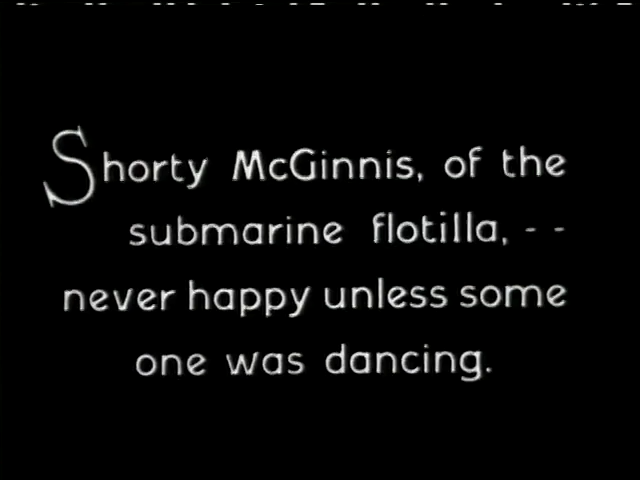 Shorty McGinnis, of the
submarine flotilla, - -
never happy unless some
one was dancing.